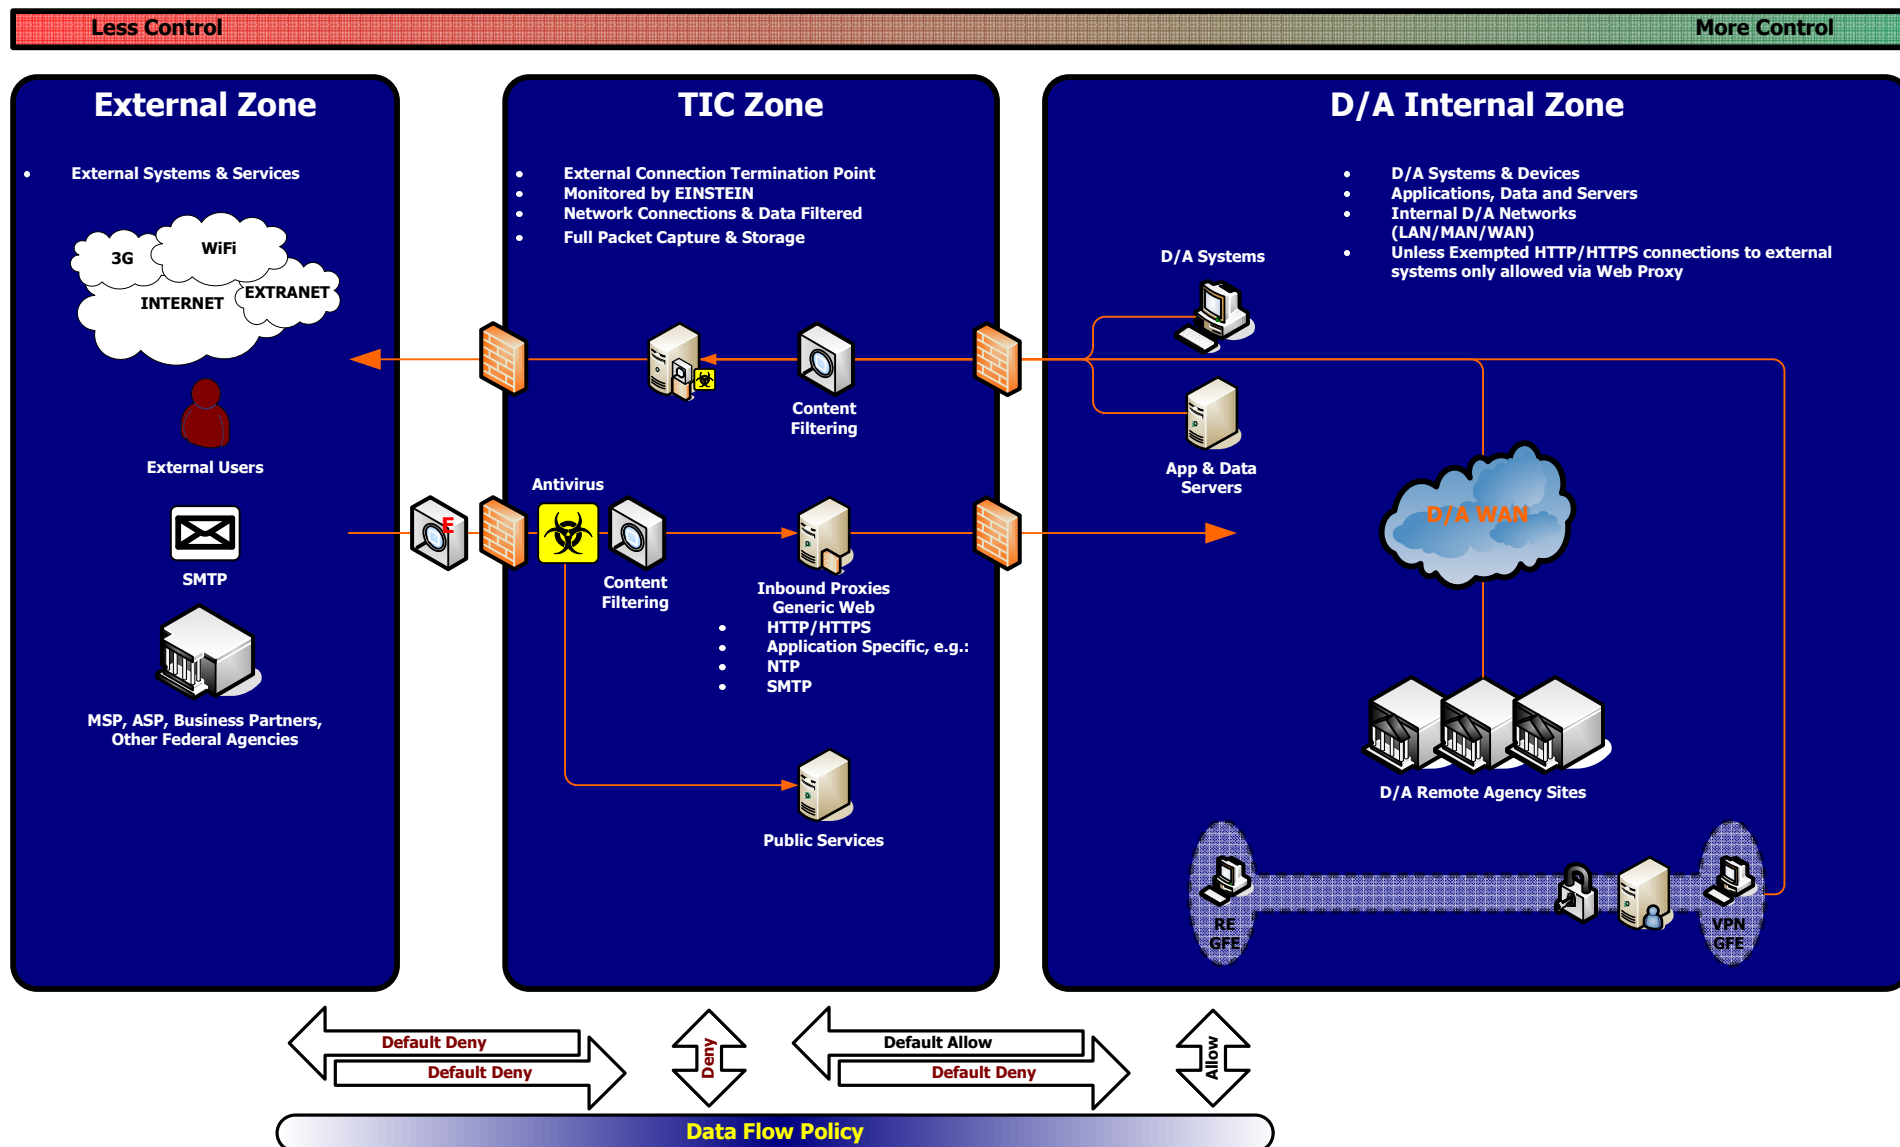 Less Control
More Control
External Zone
External Systems & Services
3G
WiFi
INTERNET
EXTRANET
External Users
SMTP
MSP, ASP, Business Partners,
Other Federal Agencies
E
TIC Zone
External Connection Termination Point
Monitored by EINSTEIN
Network Connections & Data Filtered
Full Packet Capture & Storage
Content
Filtering
Antivirus
Content
Filtering
Inbound Proxies
Generic Web
HTTP/HTTPS
Application Specific, e.g.:
NTP
SMTP
Public Services
D/A Internal Zone
D/A Systems & Devices
Applications, Data and Servers
Internal D/A Networks
(LAN/MAN/WAN)
Unless Exempted HTTP/HTTPS connections to external
systems only allowed via Web Proxy
D/A Systems
App & Data
Servers
D/A WAN
D/A Remote Agency Sites
RE
GFE
VPN
GFE
Default Deny
Default Deny
Deny
Default Allow
Default Deny
Allow
Data Flow Policy